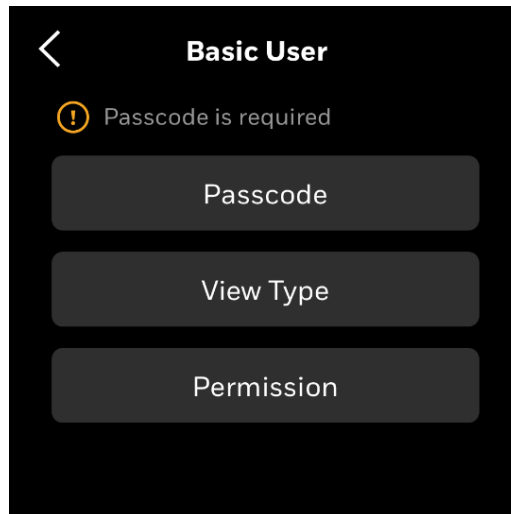 Basic User
Passcode is required
Passcode
View Type
Permission